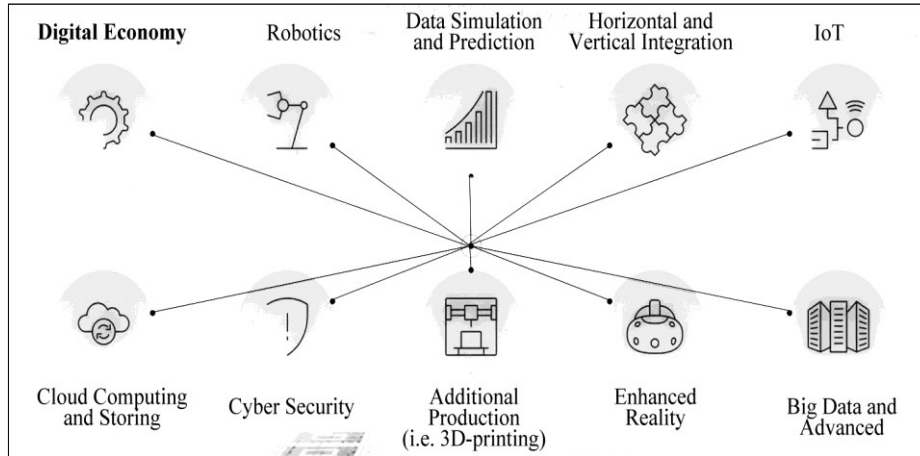 Digital Economy
Robotics
Data Simulation
and Prediction
Horizontal and
Vertical Integration
IoT
Cloud Computing
and Storing
Cyber Security
Additional
Production
(i.e. 3D-printing)
Enhanced
Reality
Big Data and
Advanced